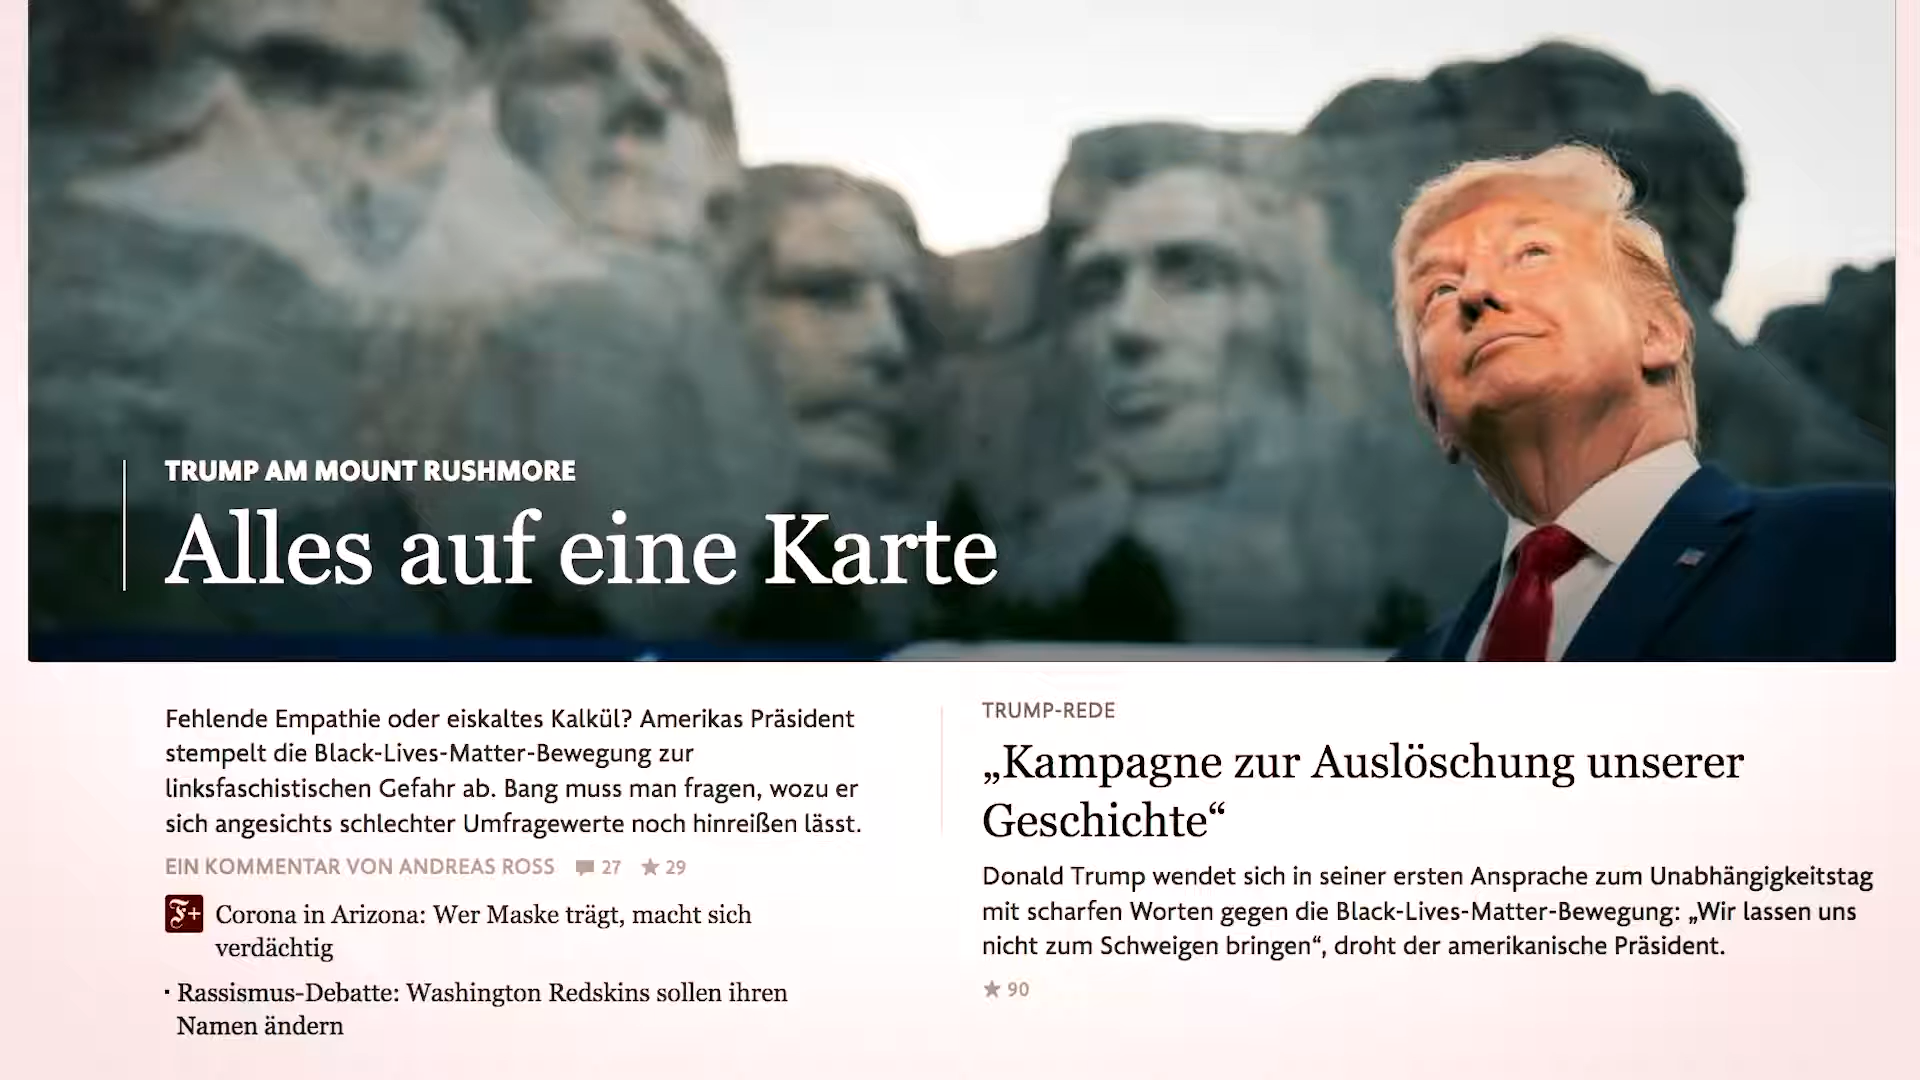 TRUMP AM MOUNT RUSHMORE
Alles auf eine Karte
Fehlende Empathie oder eiskaltes Kalkül? Amerikas Präsident
stempelt die Black-Lives-Matter-Bewegung zur
linksfaschistischen Gefahr ab. Bang muss man fragen, wozu er
sich angesichts schlechter Umfragewerte noch hinreißen lässt.
EIN KOMMENTAR VON ANDREAS ROSS 27 29
F+ Corona in Arizona: Wer Maske trägt, macht sich
verdächtig
· Rassismus-Debatte: Washington Redskins sollen ihren
Namen ändern
TRUMP-REDE
„Kampagne zur Auslöschung unserer
Geschichte“
Donald Trump wendet sich in seiner ersten Ansprache zum Unabhängigkeitstag
mit scharfen Worten gegen die Black-Lives-Matter-Bewegung: „Wir lassen uns
nicht zum Schweigen bringen“, droht der amerikanische Präsident.
90